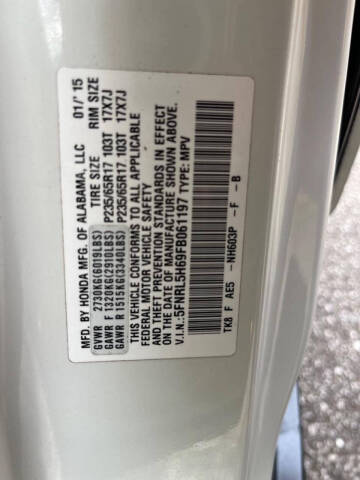 MFD. BY HONDA MFG. OF ALABAMA, LLC 01/'15
TIRE SIZE RIM SIZE
GVWR 2730KG(6019LBS)
GAWR F 1320KG(2910LBS) P235/65R17 103T 17X7J
GAWR R 1515KG(3340LBS) P235/65R17 103T 17X7J
THIS VEHICLE CONFORMS TO ALL APPLICABLE
FEDERAL MOTOR VEHICLE SAFETY,
BUMPER, AND THEFT PREVENTION STANDARDS IN EFFECT
ON THE DATE OF MANUFACTURE SHOWN ABOVE.
V.I.N.:5FNRL5H69FB061197 TYPE: MPV
TK8 F AE5 -NH603P -F -B